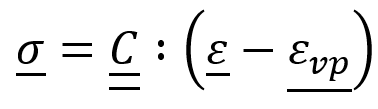 σ = C : (ε − ε_vp)